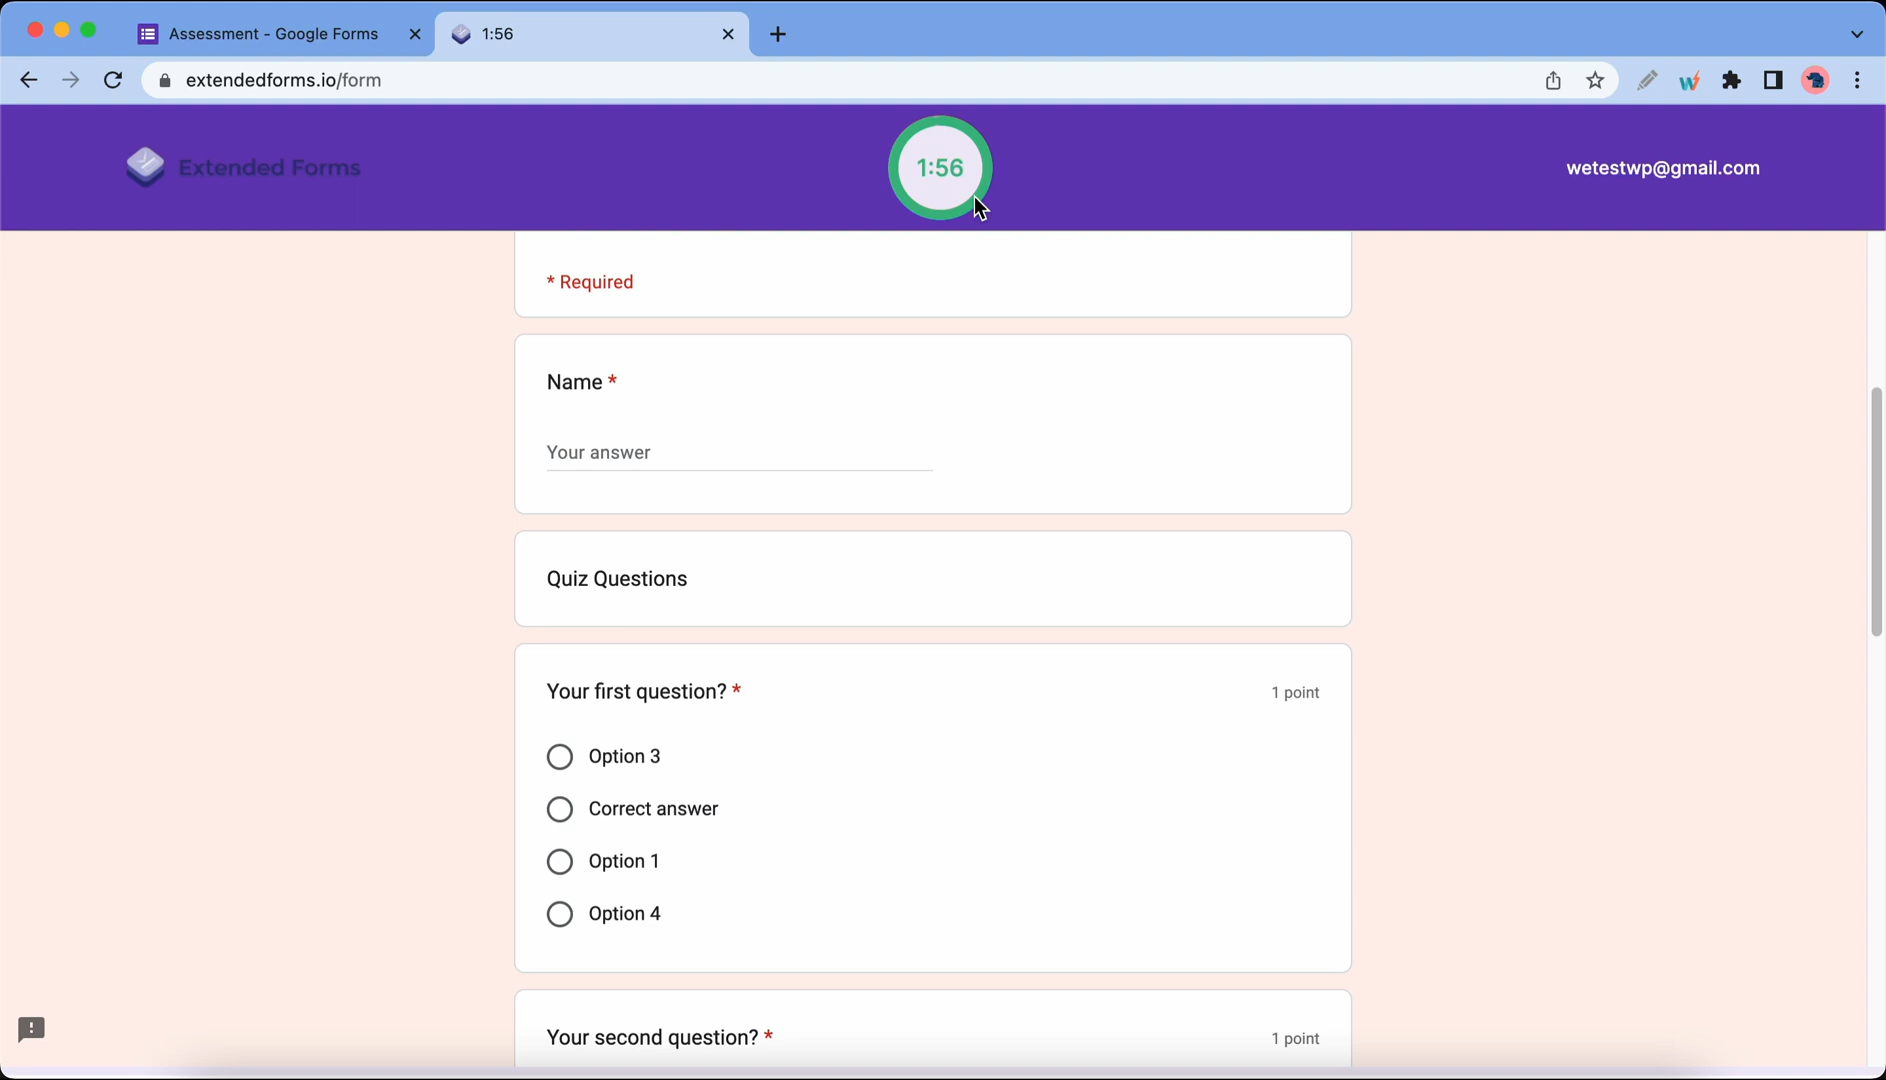 Assessment - Google Forms
1:56
extendedforms.io/form
Extended Forms
1:56
wetestwp@gmail.com
* Required
Name *
Your answer
Quiz Questions
Your first question? *
1 point
Option 3
Correct answer
Option 1
Option 4
Your second question? *
1 point